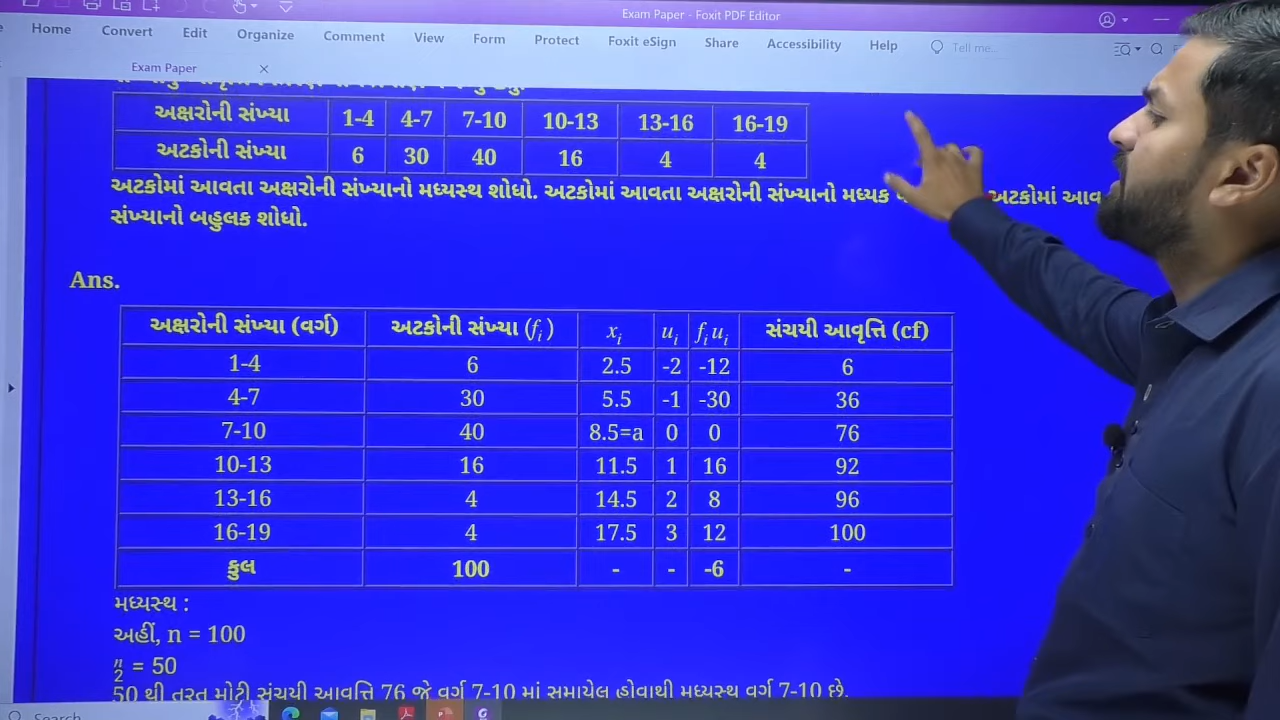 Exam Paper - Foxit PDF Editor
Home Convert Edit Organize Comment View Form Protect Foxit eSign Share Accessibility Help Tell me...
Exam Paper
અક્ષરોની સંખ્યા 1-4 4-7 7-10 10-13 13-16 16-19
અટકોની સંખ્યા 6 30 40 16 4 4
અટકોમાં આવતા અક્ષરોની સંખ્યાનો મધ્યસ્થ શોધો. અટકોમાં આવતા અક્ષરોની સંખ્યાનો મધ્યક અટકોમાં
સંખ્યાનો બહુલક શોધો.
Ans.
અક્ષરોની સંખ્યા (વર્ગ) અટકોની સંખ્યા (fᵢ) xᵢ uᵢ fᵢuᵢ સંચયી આવૃત્તિ (cf)
1-4 6 2.5 -2 -12 6
4-7 30 5.5 -1 -30 36
7-10 40 8.5=a 0 0 76
10-13 16 11.5 1 16 92
13-16 4 14.5 2 8 96
16-19 4 17.5 3 12 100
કુલ 100 - - -6 -
મધ્યસ્થ :
અહીં, n = 100
n/2 = 50
50 થી તરત મોટી સંચયી આવૃત્તિ 76 જે વર્ગ 7-10 માં સમાયેલ હોવાથી મધ્યસ્થ વર્ગ 7-10 છે.
Search